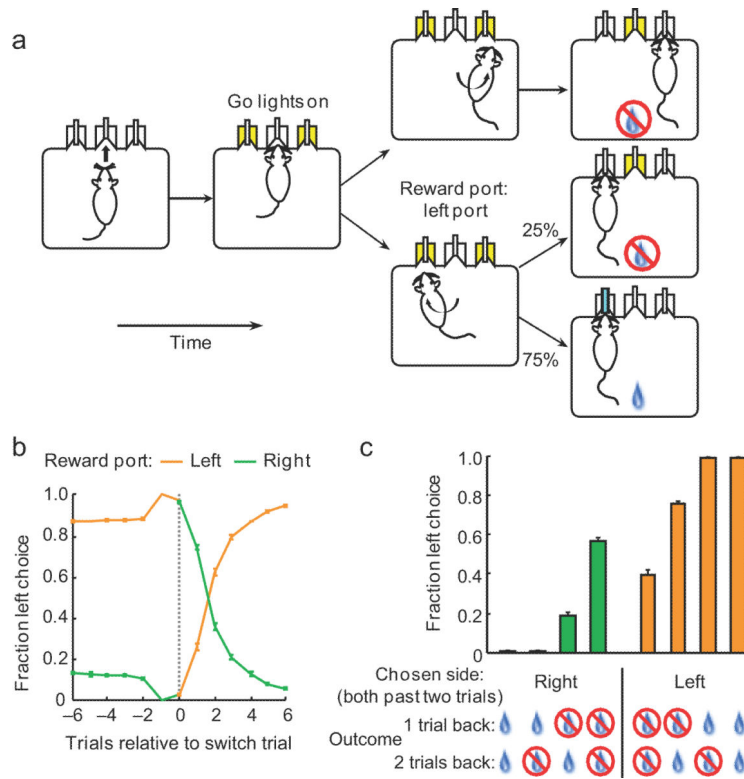 a
Go lights on
Reward port:
left port
25%
75%
Time
b
Reward port: Left Right
Fraction left choice
1.0
0.8
0.6
0.4
0.2
0
−6 −4 −2 0 2 4 6
Trials relative to switch trial
c
Fraction left choice
1.0
0.8
0.6
0.4
0.2
0
Chosen side:
(both past two trials)
Right Left
Outcome
1 trial back:
2 trials back: